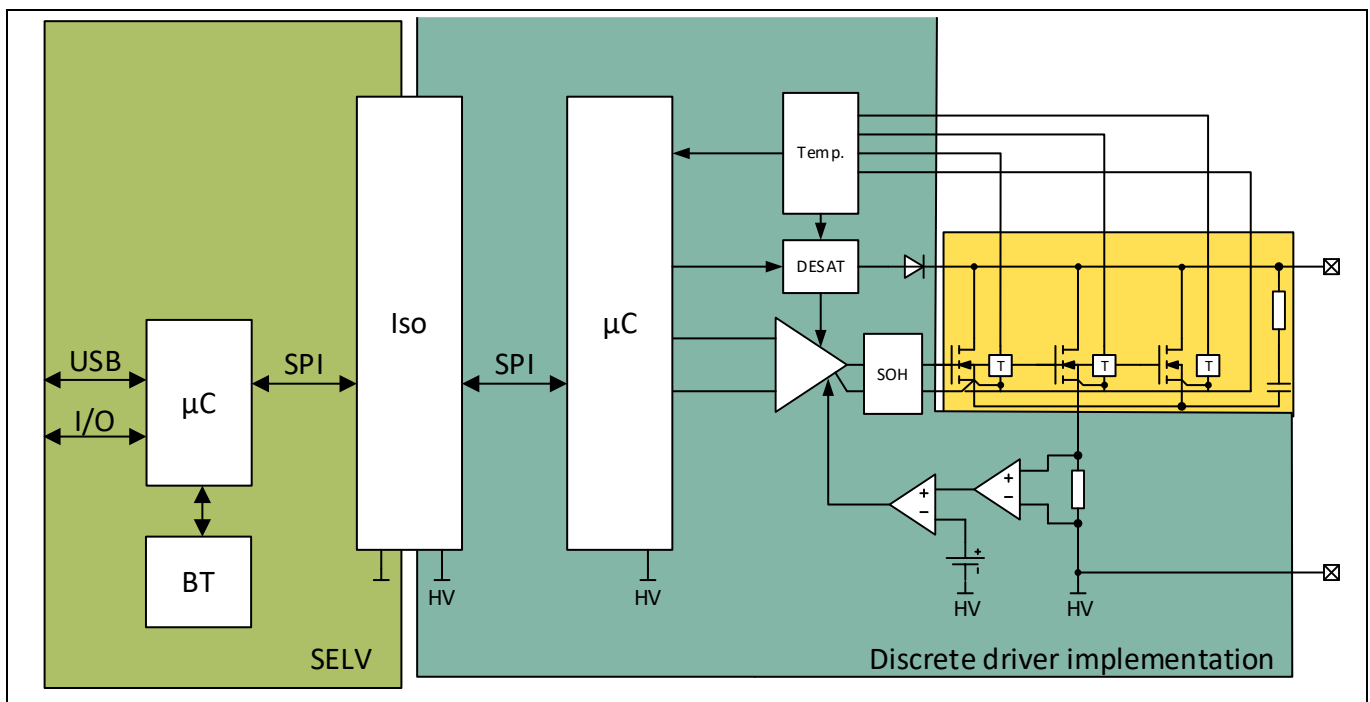 Temp.
T
T
T
DESAT
SOH
Iso
µC
USB
SPI
SPI
I/O
µC
BT
+
−
+
−
+
-
HV
HV
HV
HV
SELV
Discrete driver implementation